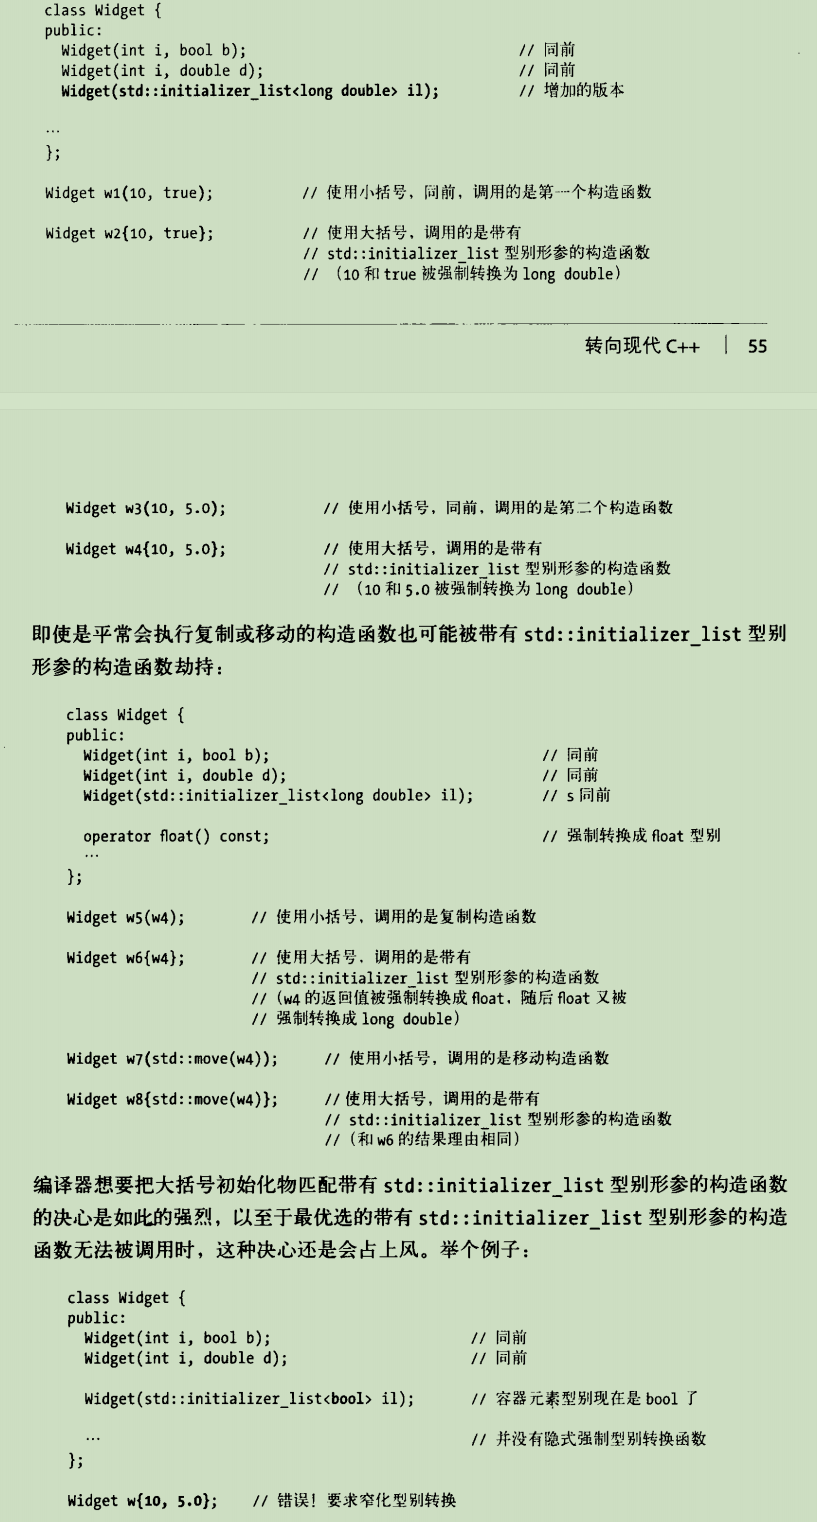 class Widget {
public:
Widget(int i, bool b); // 同前
Widget(int i, double d); // 同前
Widget(std::initializer_list<long double> il); // 增加的版本
…
};
Widget w1(10, true); // 使用小括号，同前，调用的是第一个构造函数
Widget w2{10, true}; // 使用大括号，调用的是带有
// std::initializer_list 型别形参的构造函数
// （10 和 true 被强制转换为 long double）
转向现代 C++ | 55
Widget w3(10, 5.0); // 使用小括号，同前，调用的是第二个构造函数
Widget w4{10, 5.0}; // 使用大括号，调用的是带有
// std::initializer_list 型别形参的构造函数
// （10 和 5.0 被强制转换为 long double）
即使是平常会执行复制或移动的构造函数也可能被带有 std::initializer_list 型别
形参的构造函数劫持：
class Widget {
public:
Widget(int i, bool b); // 同前
Widget(int i, double d); // 同前
Widget(std::initializer_list<long double> il); // s 同前
operator float() const; // 强制转换成 float 型别
…
};
Widget w5(w4); // 使用小括号，调用的是复制构造函数
Widget w6{w4}; // 使用大括号，调用的是带有
// std::initializer_list 型别形参的构造函数
// （w4 的返回值被强制转换成 float，随后 float 又被
// 强制转换成 long double）
Widget w7(std::move(w4)); // 使用小括号，调用的是移动构造函数
Widget w8{std::move(w4)}; // 使用大括号，调用的是带有
// std::initializer_list 型别形参的构造函数
// （和 w6 的结果理由相同）
编译器想要把大括号初始化物匹配带有 std::initializer_list 型别形参的构造函数
的决心是如此的强烈，以至于最优选的带有 std::initializer_list 型别形参的构造
函数无法被调用时，这种决心还是会占上风。举个例子：
class Widget {
public:
Widget(int i, bool b); // 同前
Widget(int i, double d); // 同前
Widget(std::initializer_list<bool> il); // 容器元素型别现在是 bool 了
… // 并没有隐式强制型别转换函数
};
Widget w{10, 5.0}; // 错误！要求窄化型别转换